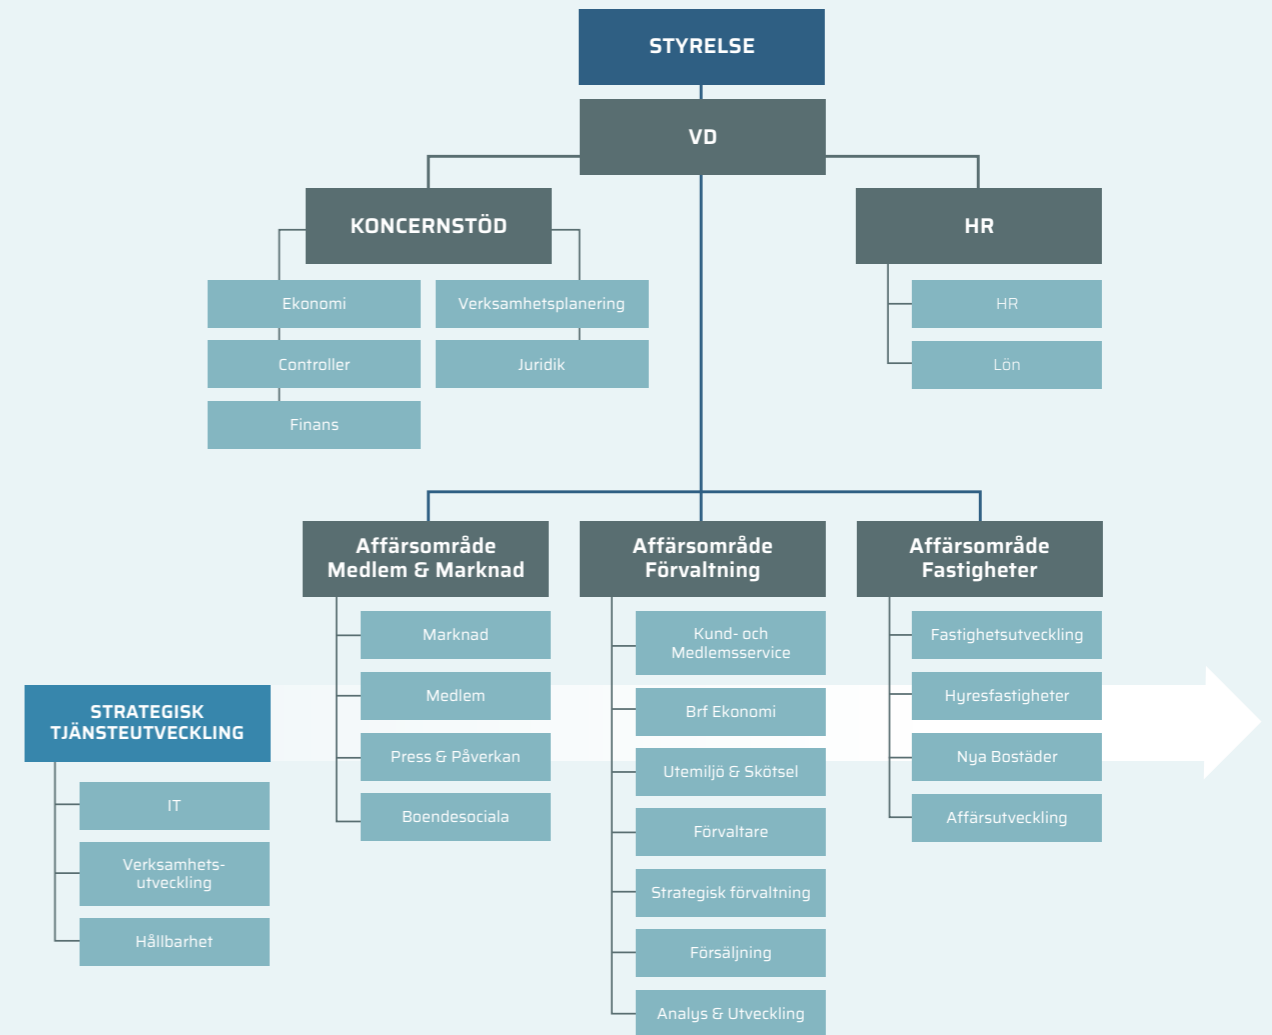 STYRELSE
VD
KONCERNSTÖD
Ekonomi
Controller
Finans
Verksamhetsplanering
Juridik
HR
HR
Lön
Affärsområde
Medlem & Marknad
Marknad
Medlem
Press & Påverkan
Boendesociala
Affärsområde
Förvaltning
Kund- och
Medlemsservice
Brf Ekonomi
Utemiljö & Skötsel
Förvaltare
Strategisk förvaltning
Försäljning
Analys & Utveckling
Affärsområde
Fastigheter
Fastighetsutveckling
Hyresfastigheter
Nya Bostäder
Affärsutveckling
STRATEGISK
TJÄNSTEUTVECKLING
IT
Verksamhets-
utveckling
Hållbarhet